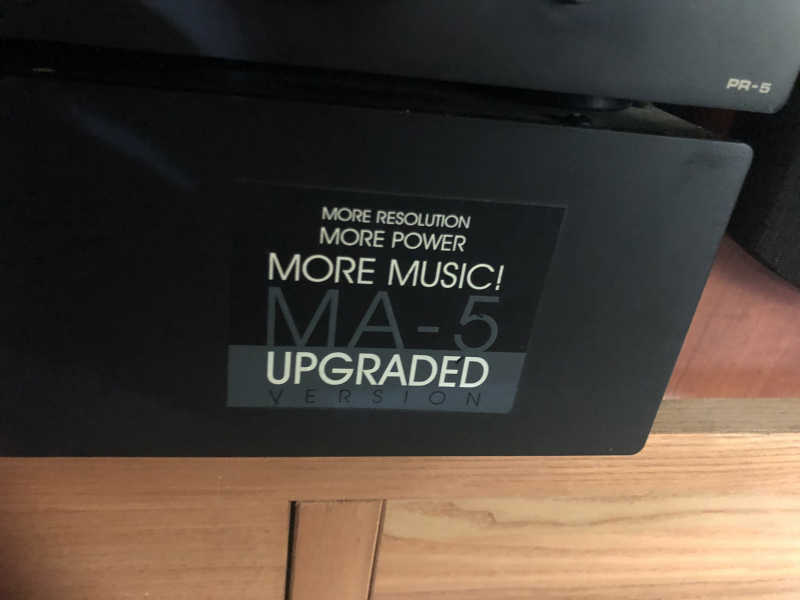 PR-5
MORE RESOLUTION
MORE POWER
MORE MUSIC!
MA-5
UPGRADED
VERSION